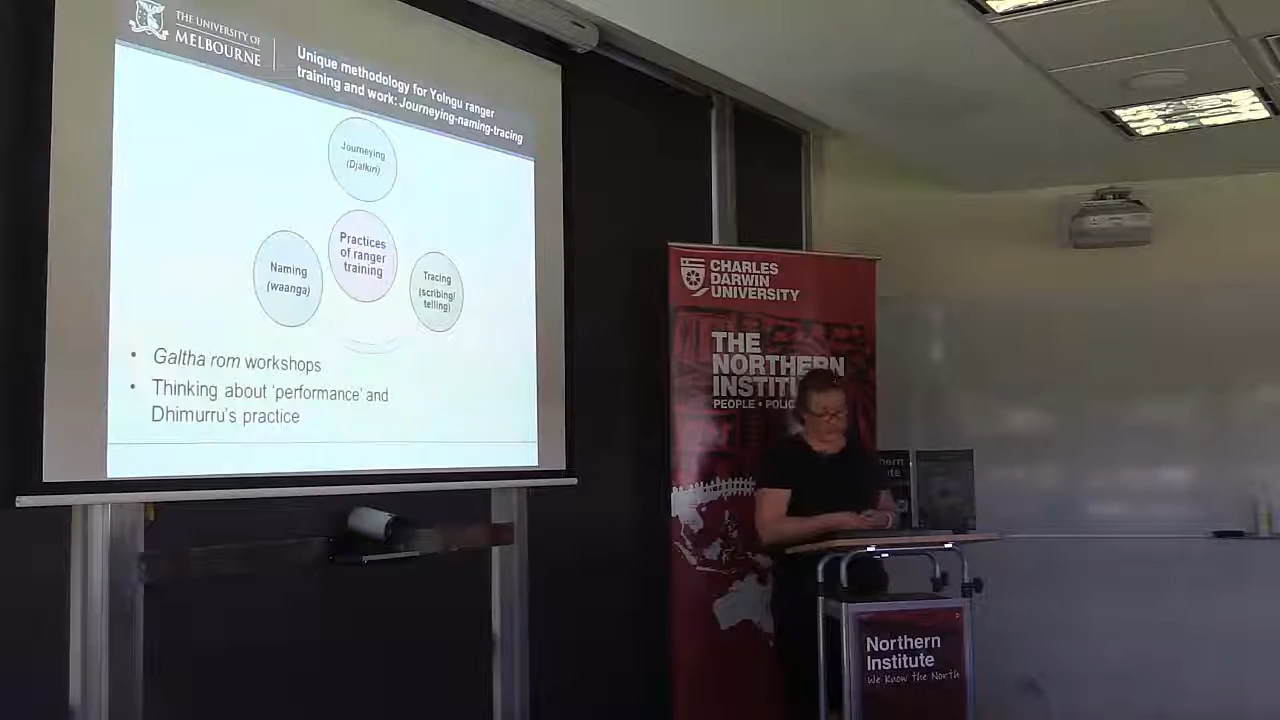 THE UNIVERSITY OF
MELBOURNE
Unique methodology for Yolngu ranger
training and work: Journeying-naming-tracing
Journeying
(Djalkiri)
Practices
of ranger
training
Naming
(waanga)
Tracing
(scribing/
telling)
• Galtha rom workshops
• Thinking about 'performance' and
Dhimurru's practice
CHARLES
DARWIN
UNIVERSITY
THE
NORTHERN
INSTIT
PEOPLE • POLIC
Northern
Institute
We Know the North